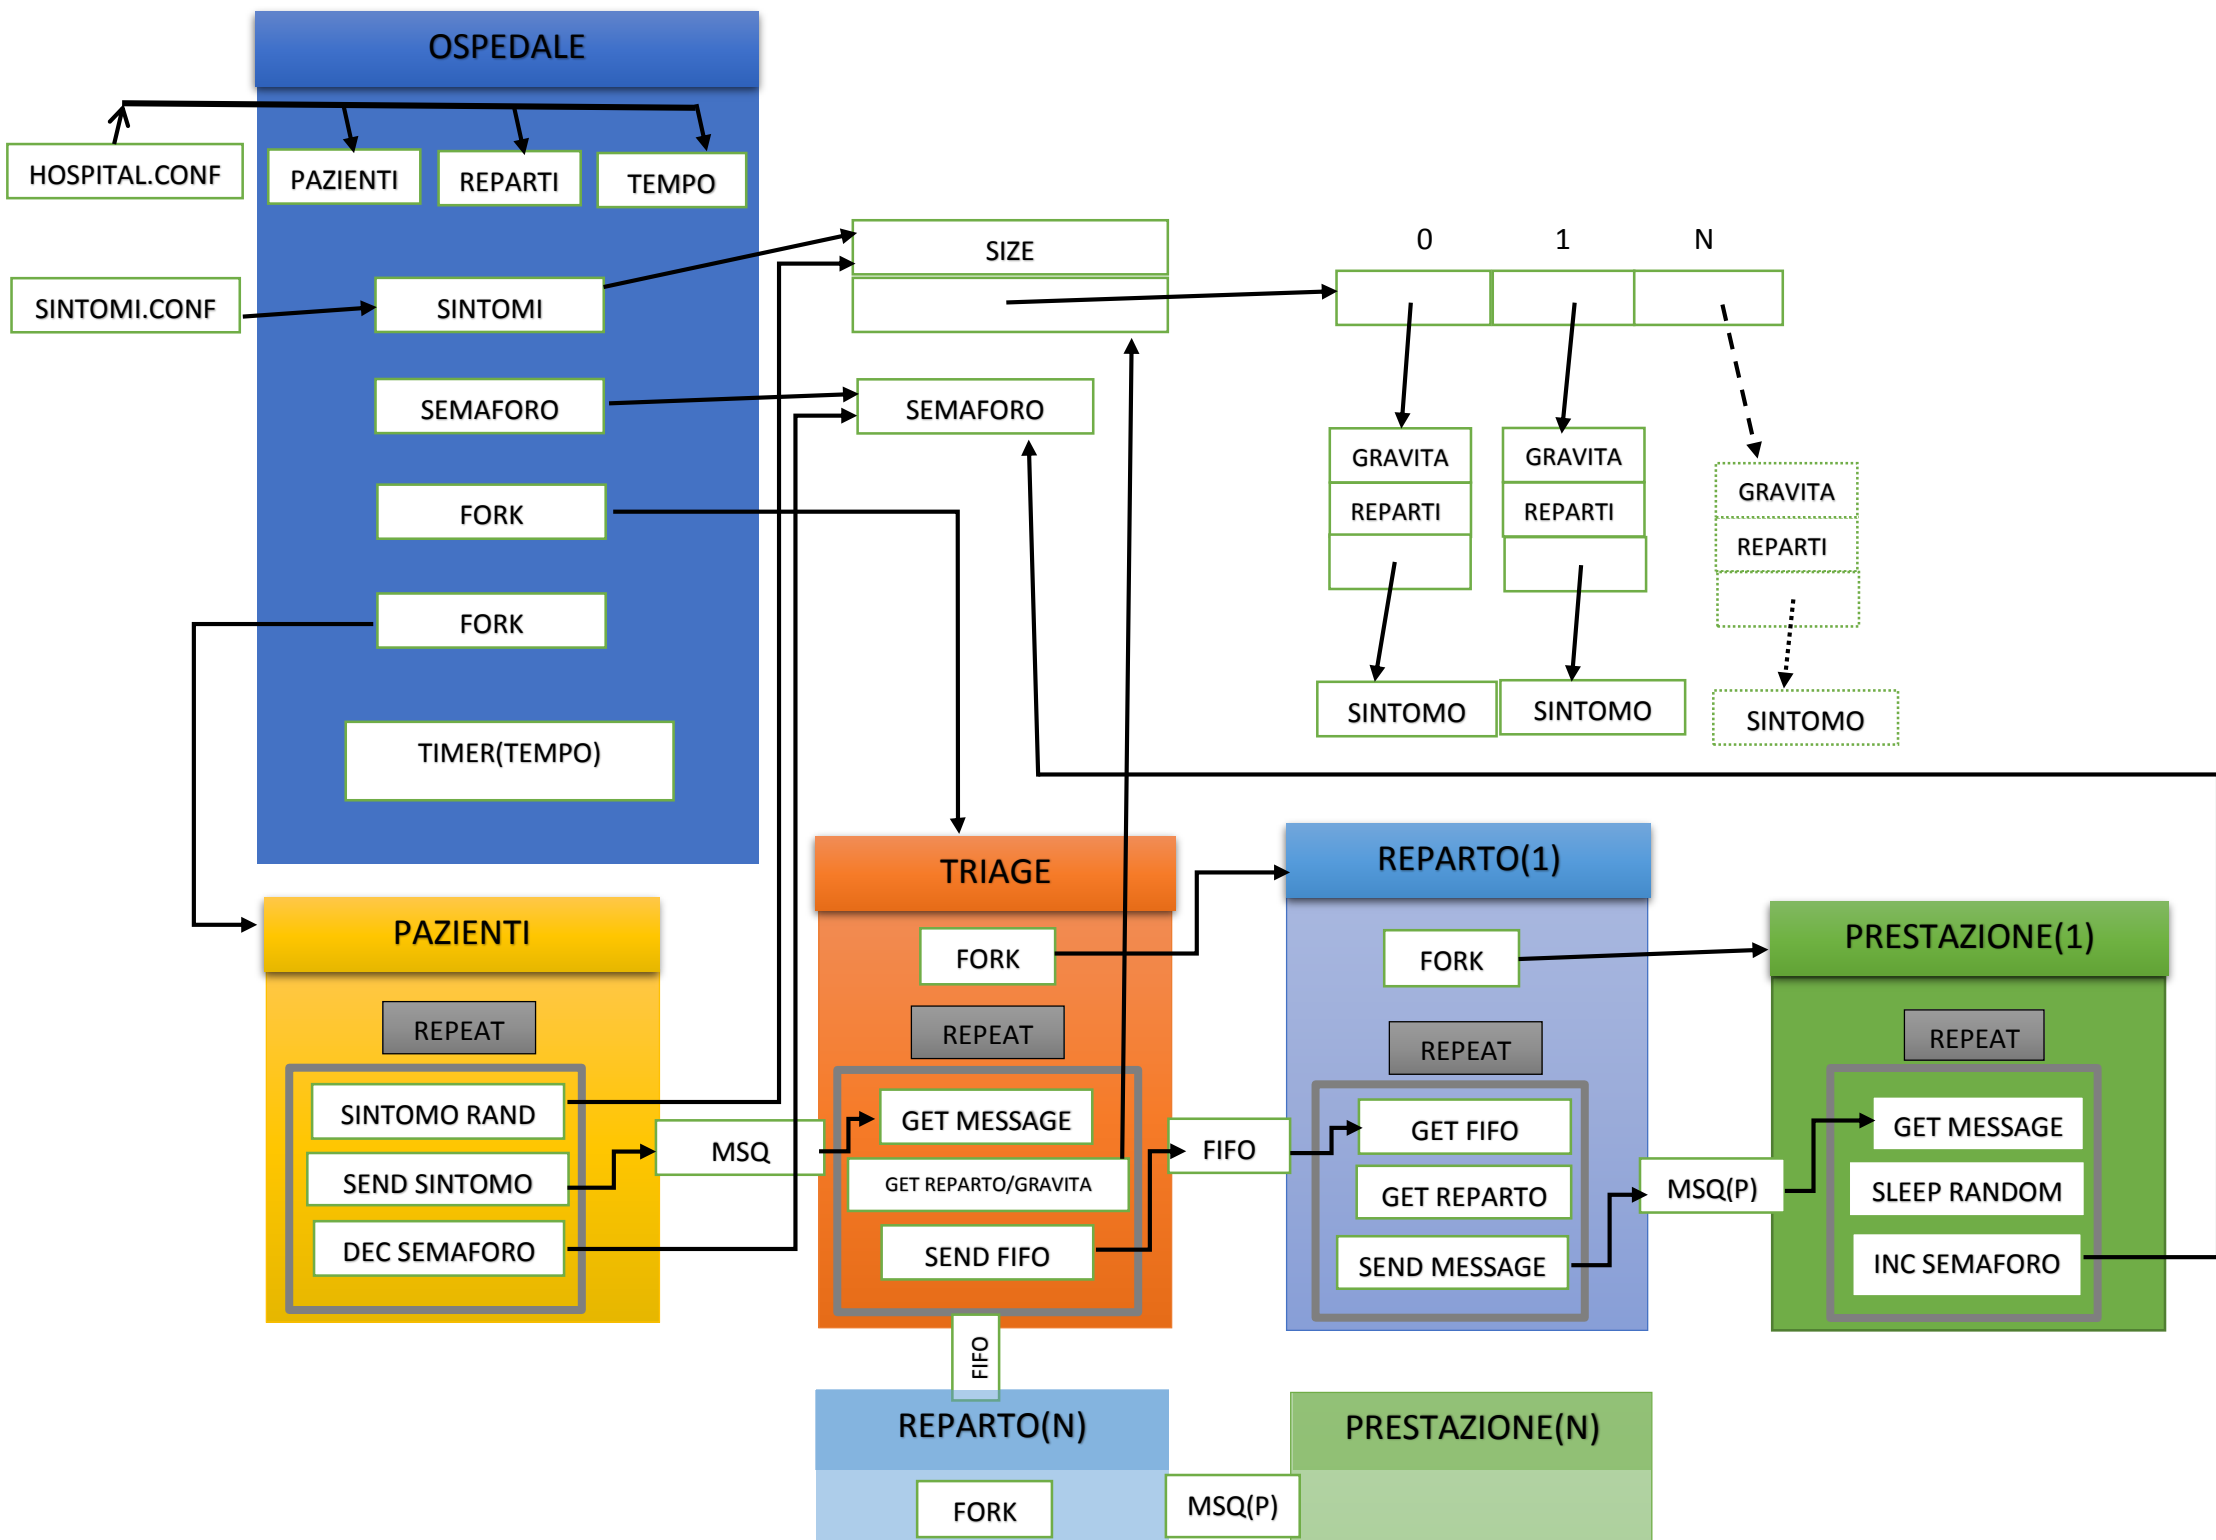 OSPEDALE
HOSPITAL.CONF
PAZIENTI
REPARTI
TEMPO
SINTOMI.CONF
SINTOMI
SIZE
0
1
N
SEMAFORO
SEMAFORO
GRAVITA
REPARTI
GRAVITA
REPARTI
GRAVITA
REPARTI
FORK
FORK
SINTOMO
SINTOMO
SINTOMO
TIMER(TEMPO)
PAZIENTI
REPEAT
SINTOMO RAND
SEND SINTOMO
DEC SEMAFORO
MSQ
TRIAGE
FORK
REPEAT
GET MESSAGE
GET REPARTO/GRAVITA
SEND FIFO
FIFO
REPARTO(1)
FORK
REPEAT
GET FIFO
GET REPARTO
SEND MESSAGE
MSQ(P)
PRESTAZIONE(1)
REPEAT
GET MESSAGE
SLEEP RANDOM
INC SEMAFORO
FIFO
REPARTO(N)
FORK
MSQ(P)
PRESTAZIONE(N)